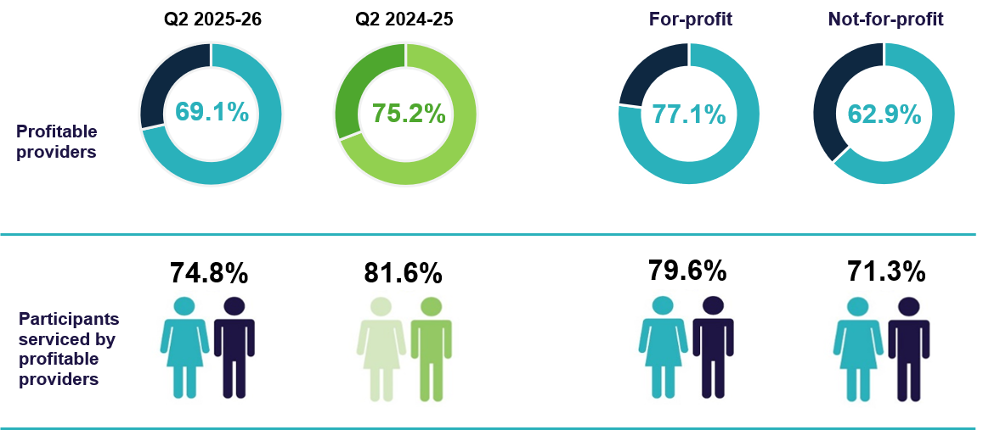 Q2 2025-26
Q2 2024-25
For-profit
Not-for-profit
Profitable
providers
69.1%
75.2%
77.1%
62.9%
Participants
serviced by
profitable
providers
74.8%
81.6%
79.6%
71.3%